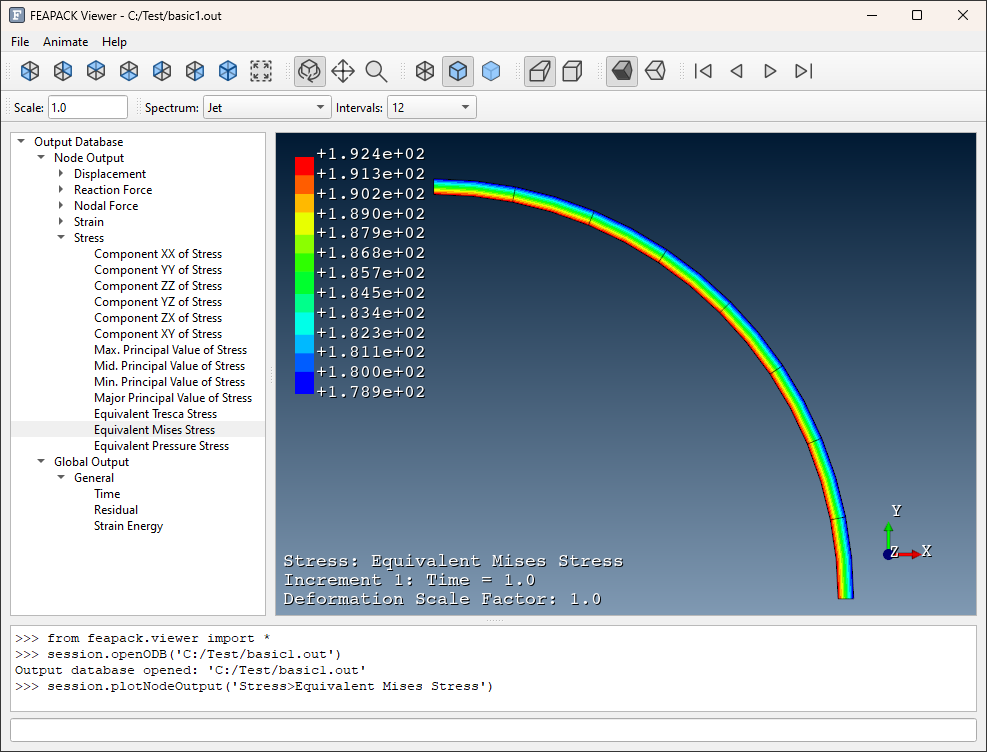 FEAPACK Viewer - C:/Test/basic1.out
File Animate Help
Scale: 1.0 Spectrum: Jet Intervals: 12
Output Database
Node Output
Displacement
Reaction Force
Nodal Force
Strain
Stress
Component XX of Stress
Component YY of Stress
Component ZZ of Stress
Component YZ of Stress
Component ZX of Stress
Component XY of Stress
Max. Principal Value of Stress
Mid. Principal Value of Stress
Min. Principal Value of Stress
Major Principal Value of Stress
Equivalent Tresca Stress
Equivalent Mises Stress
Equivalent Pressure Stress
Global Output
General
Time
Residual
Strain Energy
+1.924e+02
+1.913e+02
+1.902e+02
+1.890e+02
+1.879e+02
+1.868e+02
+1.857e+02
+1.845e+02
+1.834e+02
+1.823e+02
+1.811e+02
+1.800e+02
+1.789e+02
Y
Z X
Stress: Equivalent Mises Stress
Increment 1: Time = 1.0
Deformation Scale Factor: 1.0
>>> from feapack.viewer import *
>>> session.openODB('C:/Test/basic1.out')
Output database opened: 'C:/Test/basic1.out'
>>> session.plotNodeOutput('Stress>Equivalent Mises Stress')